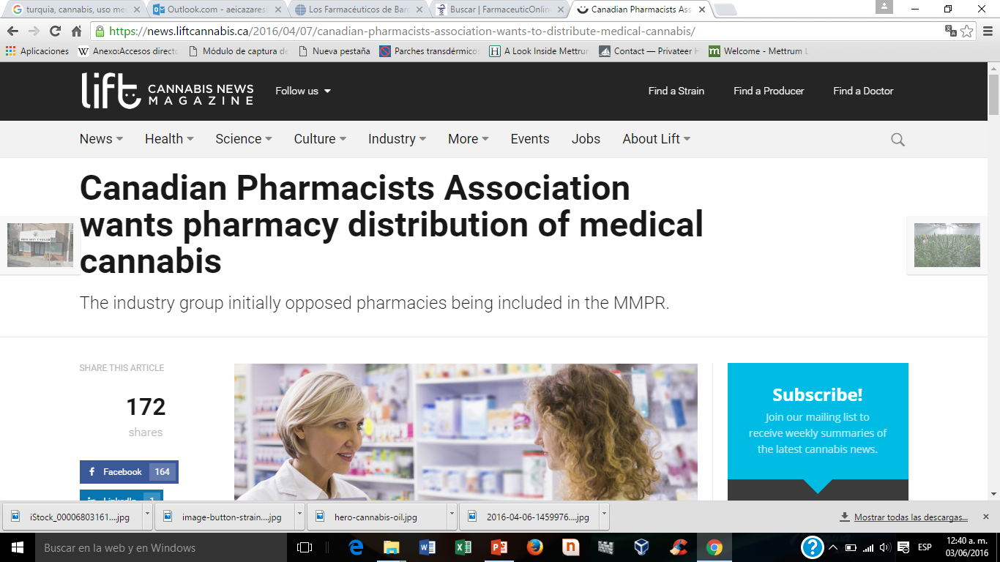 turquia, cannabis, uso me
Outlook.com - aeicazares
Los Farmacéuticos de Barc
Buscar | FarmaceuticOnlin
Canadian Pharmacists Ass
https://news.liftcannabis.ca/2016/04/07/canadian-pharmacists-association-wants-to-distribute-medical-cannabis/
Aplicaciones
Anexo:Accesos directo
Módulo de captura de
Nueva pestaña
Parches transdérmicos
A Look Inside Mettrum
Contact — Privateer H
Welcome - Mettrum L
lift CANNABIS NEWS
MAGAZINE
Follow us
Find a Strain
Find a Producer
Find a Doctor
News
Health
Science
Culture
Industry
More
Events
Jobs
About Lift
Canadian Pharmacists Association
wants pharmacy distribution of medical
cannabis
The industry group initially opposed pharmacies being included in the MMPR.
SHARE THIS ARTICLE
172
shares
Facebook 164
LinkedIn 1
Subscribe!
Join our mailing list to
receive weekly summaries of
the latest cannabis news.
iStock_00006803161....jpg
image-button-strain....jpg
hero-cannabis-oil.jpg
2016-04-06-1459976....jpg
Mostrar todas las descargas...
Buscar en la web y en Windows
ESP
12:40 a. m.
03/06/2016